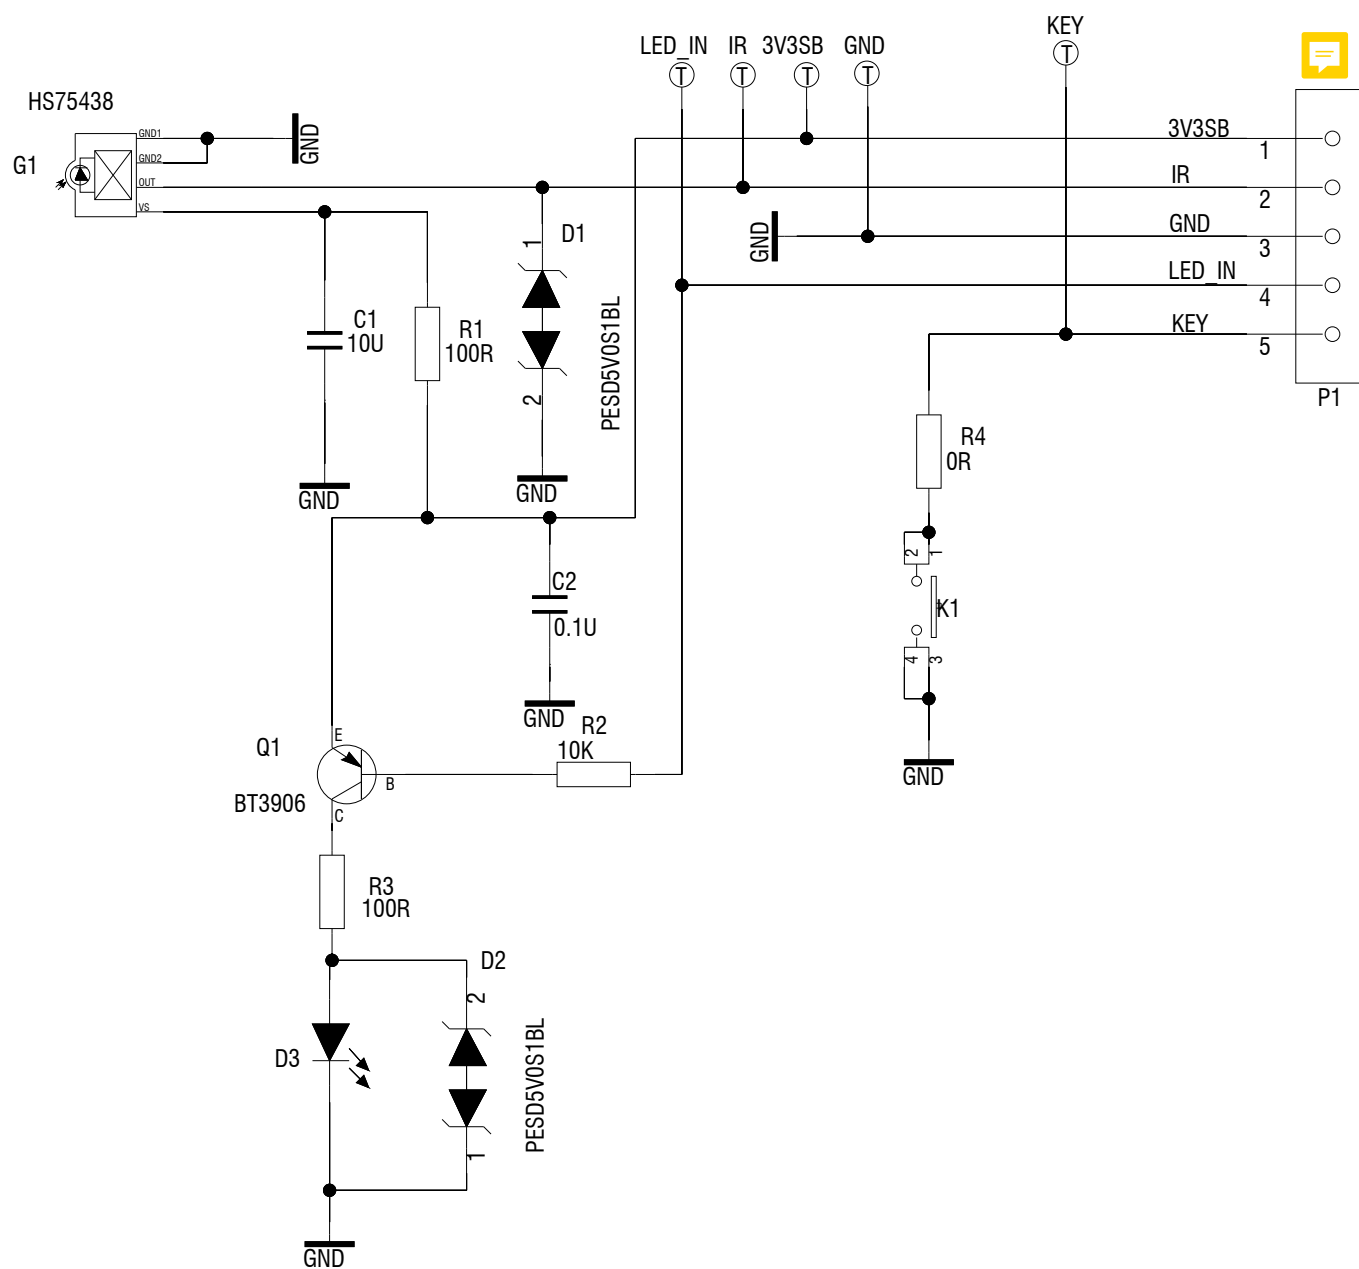 KEY
LED_IN IR 3V3SB GND
T
T T T T
HS75438
G1
GND1
GND2
OUT
VS
GND
3V3SB
1
IR
2
GND
GND
3
LED_IN
4
KEY
5
P1
1
D1
2
PESD5V0S1BL
C1
10U
R1
100R
GND
GND
R4
0R
2
1
K1
4
3
GND
C2
0.1U
GND
R2
10K
Q1
E
B
BT3906
C
R3
100R
D2
2
D3
PESD5V0S1BL
1
GND